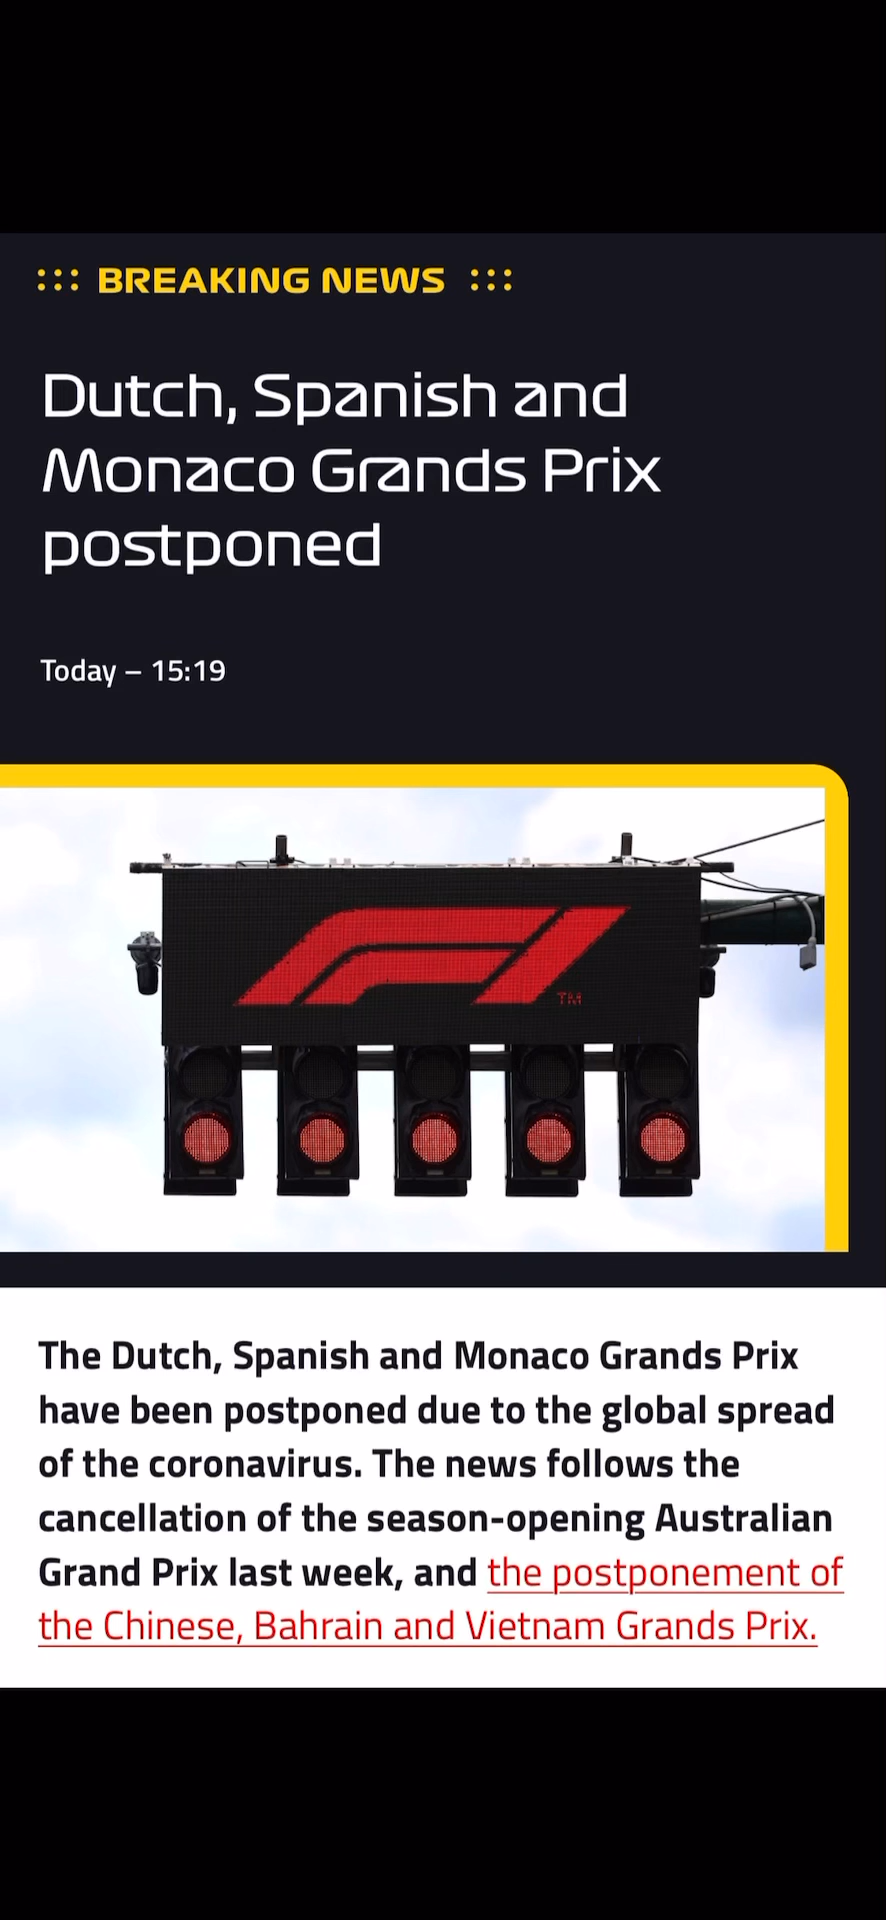 BREAKING NEWS
Dutch, Spanish and
Monaco Grands Prix
postponed
Today – 15:19
F1
TM
The Dutch, Spanish and Monaco Grands Prix
have been postponed due to the global spread
of the coronavirus. The news follows the
cancellation of the season-opening Australian
Grand Prix last week, and the postponement of
the Chinese, Bahrain and Vietnam Grands Prix.